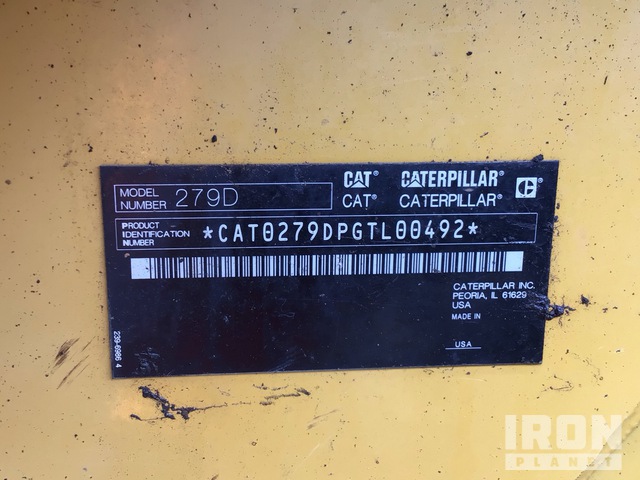 MODEL
NUMBER 279D
CAT® CATERPILLAR® C®
CAT® CATERPILLAR®
PRODUCT
IDENTIFICATION
NUMBER *CAT0279DPGTL00492*
CATERPILLAR INC.
PEORIA, IL 61629
USA
MADE IN
USA
239-6986 4
IRON
PLANET